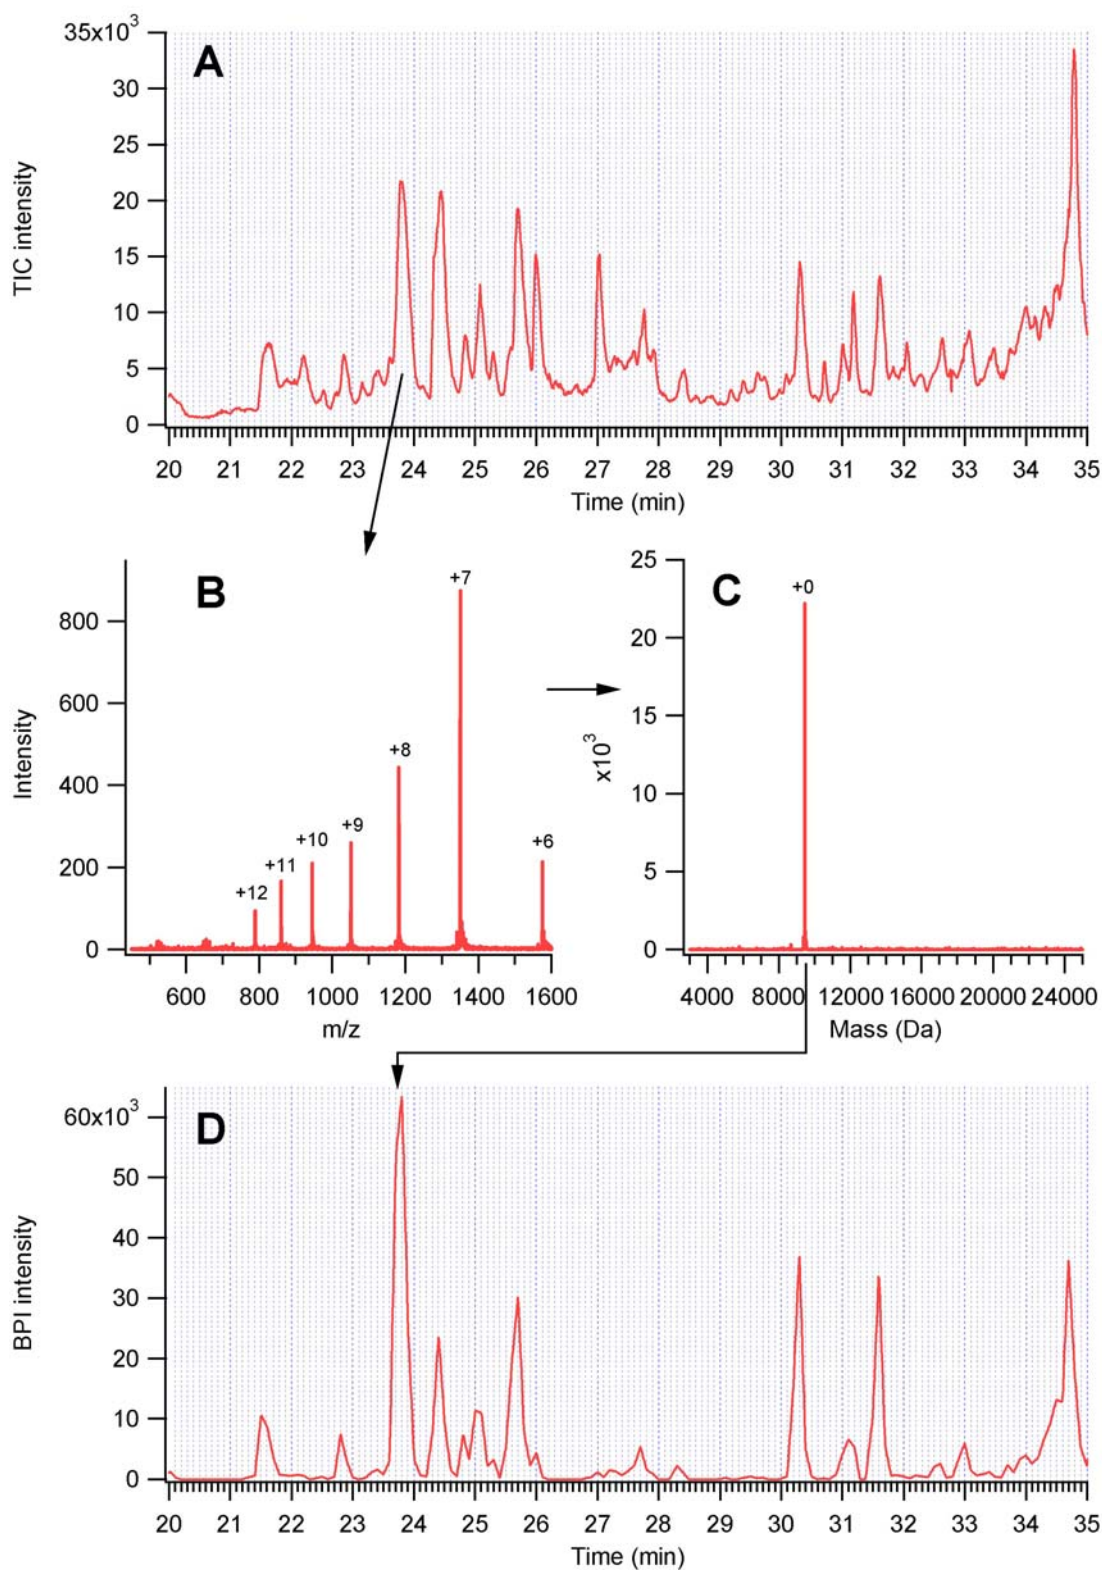 A
35x10³
30
25
20
15
10
5
0
TIC intensity
20 21 22 23 24 25 26 27 28 29 30 31 32 33 34 35
Time (min)
B
800
600
400
200
0
Intensity
+12
+11
+10
+9
+8
+7
+6
600 800 1000 1200 1400 1600
m/z
C
25
20
15
10
5
0
x10³
+0
4000 8000 12000 16000 20000 24000
Mass (Da)
D
60x10³
50
40
30
20
10
0
BPI intensity
20 21 22 23 24 25 26 27 28 29 30 31 32 33 34 35
Time (min)